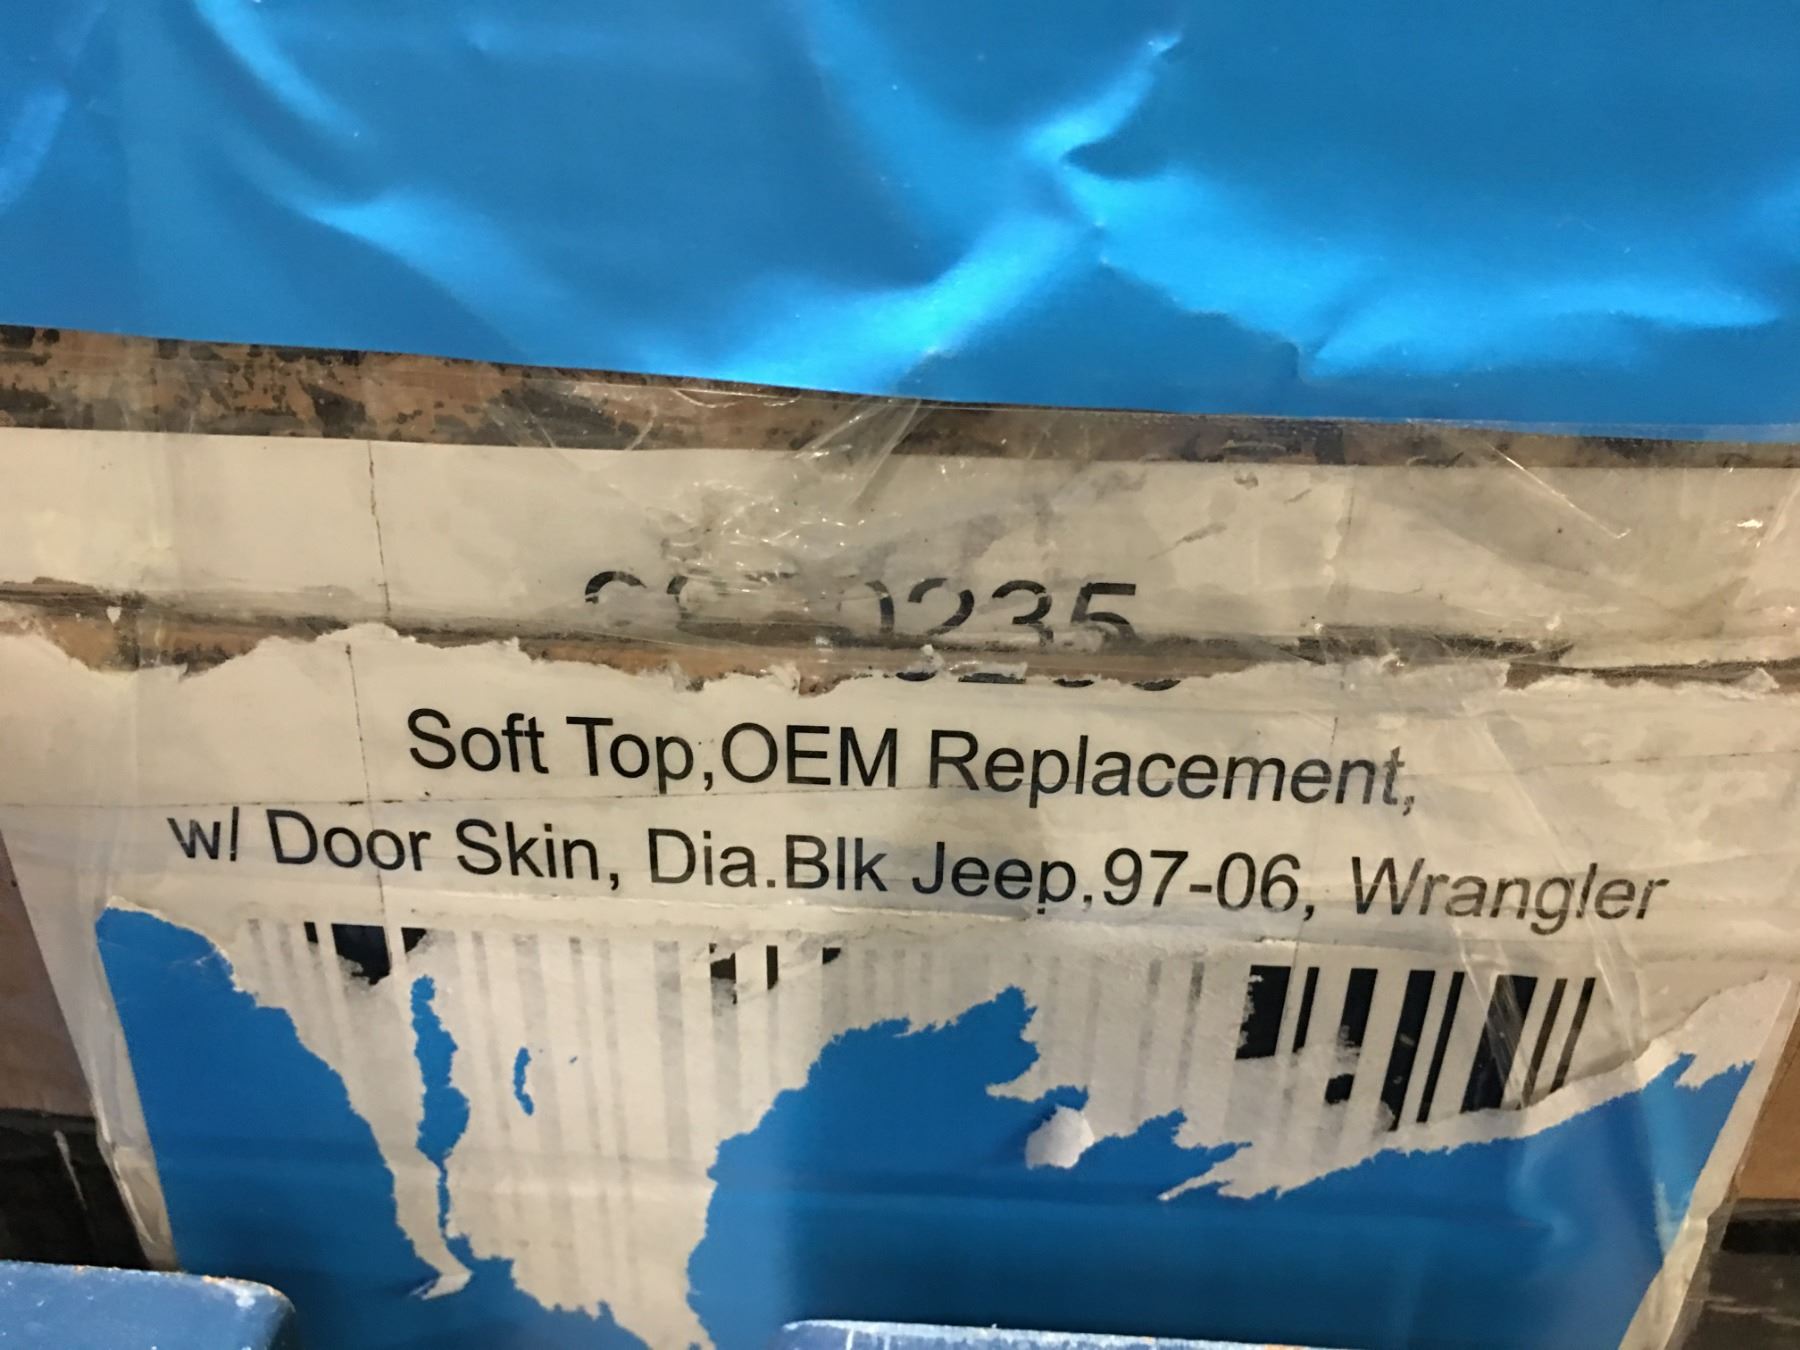 Soft Top,OEM Replacement,
w/ Door Skin, Dia.Blk Jeep,97-06, Wrangler